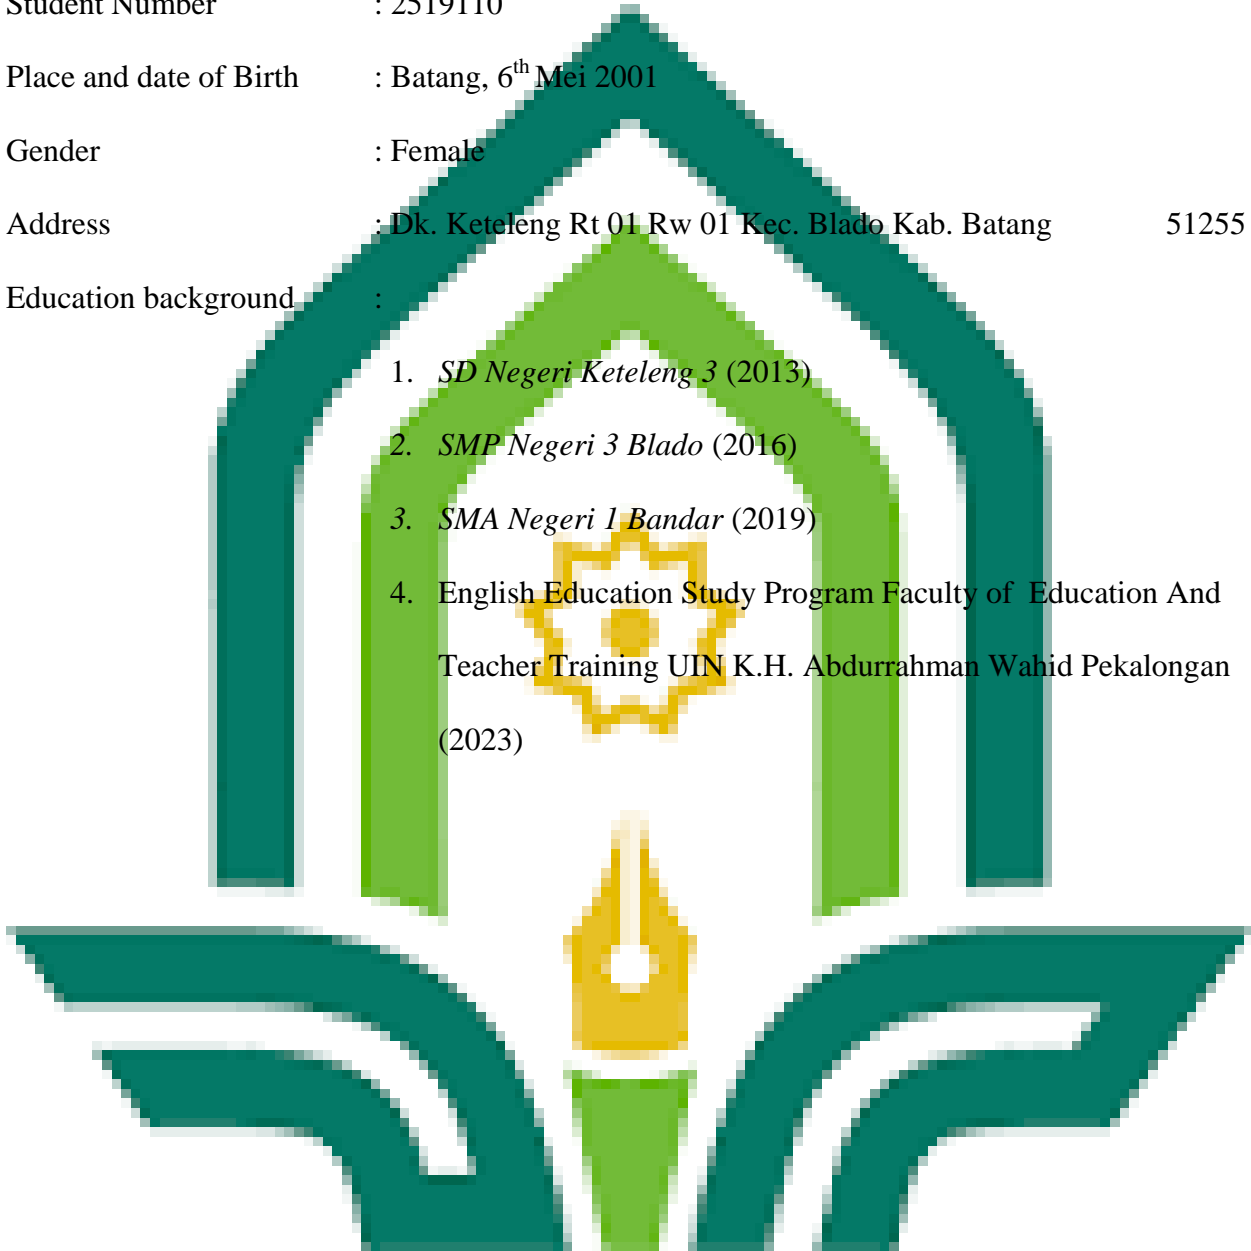 Student Number : 2519110
Place and date of Birth : Batang, 6th Mei 2001
Gender : Female
Address : Dk. Keteleng Rt 01 Rw 01 Kec. Blado Kab. Batang 51255
Education background :
1. SD Negeri Keteleng 3 (2013)
2. SMP Negeri 3 Blado (2016)
3. SMA Negeri 1 Bandar (2019)
4. English Education Study Program Faculty of Education And
Teacher Training UIN K.H. Abdurrahman Wahid Pekalongan
(2023)